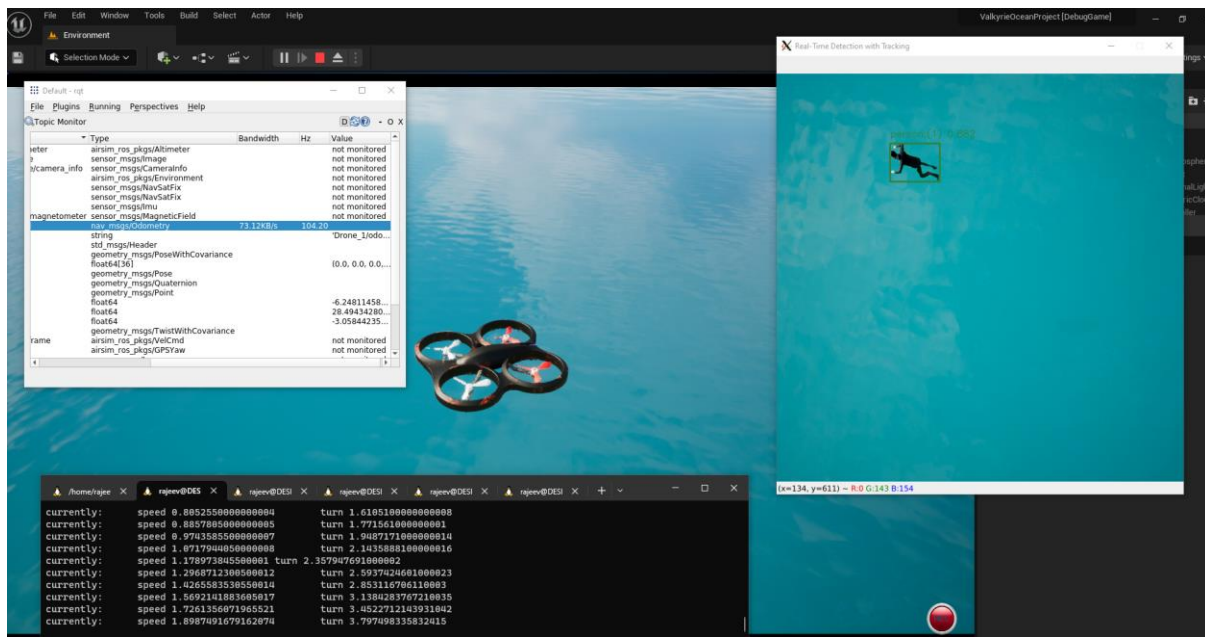 File Edit Window Tools Build Select Actor Help
ValkyrieOceanProject [DebugGame]
Environment
Selection Mode
Real-Time Detection with Tracking
Default - rqt
File Plugins Running Perspectives Help
Topic Monitor
D - O X
Type Bandwidth Hz Value
airsim_ros_pkgs/Altimeter not monitored
sensor_msgs/Image not monitored
e/camera_info sensor_msgs/CameraInfo not monitored
airsim_ros_pkgs/Environment not monitored
sensor_msgs/NavSatFix not monitored
sensor_msgs/NavSatFix not monitored
sensor_msgs/Imu not monitored
magnetometer sensor_msgs/MagneticField not monitored
nav_msgs/Odometry 73.12KB/s 104.20
string 'Drone_1/odo...
std_msgs/Header
geometry_msgs/PoseWithCovariance
float64[36] (0.0, 0.0, 0.0,...
geometry_msgs/Pose
geometry_msgs/Quaternion
geometry_msgs/Point
float64 -6.24811458...
float64 28.49434280...
float64 -3.05844235...
geometry_msgs/TwistWithCovariance
rame airsim_ros_pkgs/VelCmd not monitored
airsim_ros_pkgs/GPSYaw not monitored
(x=134, y=611) ~ R:0 G:143 B:154
/home/rajee rajeev@DES rajeev@DESI rajeev@DESI rajeev@DESI rajeev@DESI
currently: speed 0.8052550000000004 turn 1.6105100000000008
currently: speed 0.8857805000000005 turn 1.771561000000001
currently: speed 0.9743585500000007 turn 1.9487171000000014
currently: speed 1.0717944050000008 turn 2.1435888100000016
currently: speed 1.178973845500001 turn 2.357947691000002
currently: speed 1.2968712300500012 turn 2.5937424601000023
currently: speed 1.4265583530550014 turn 2.853116706110003
currently: speed 1.5692141883605017 turn 3.1384283767210035
currently: speed 1.7261356071965521 turn 3.4522712143931042
currently: speed 1.8987491679162074 turn 3.797498335832415